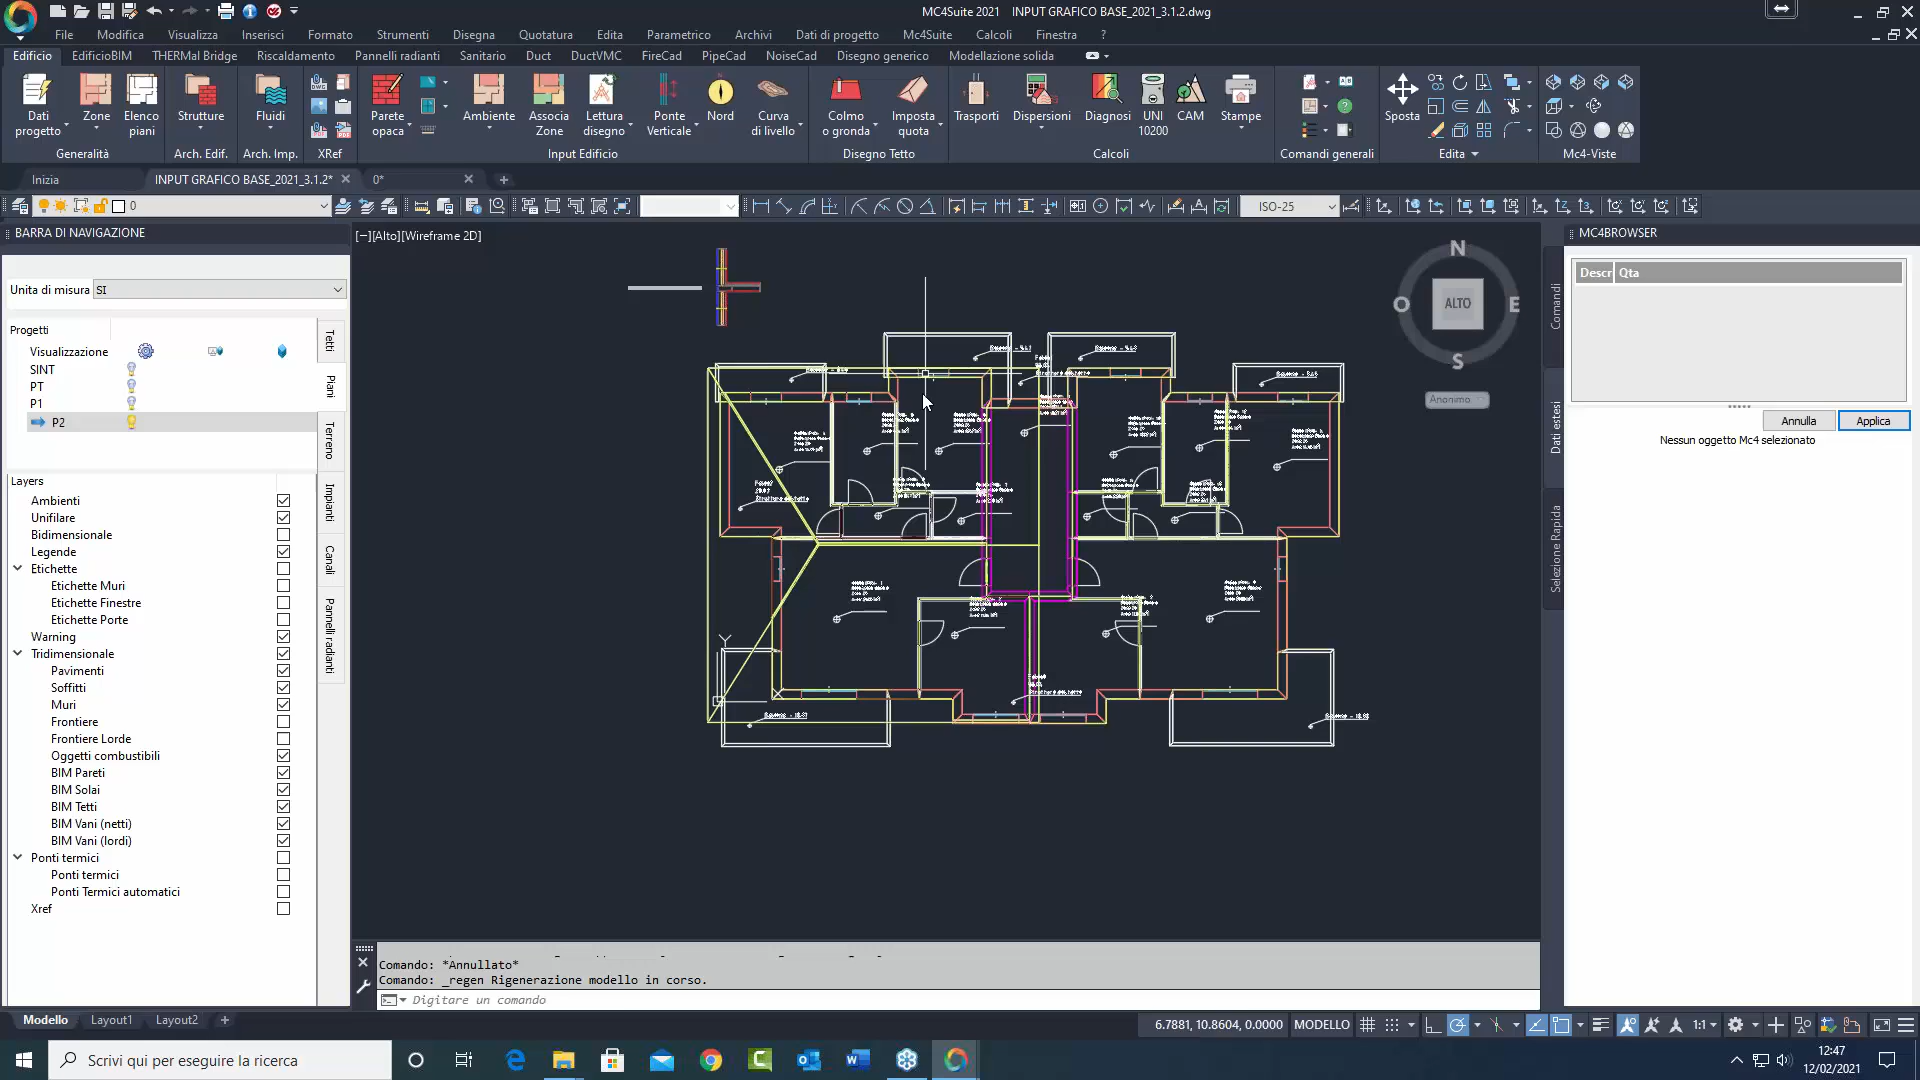 MC4Suite 2021 INPUT GRAFICO BASE_2021_3.1.2.dwg
File Modifica Visualizza Inserisci Formato Strumenti Disegna Quotatura Edita Parametrico Archivi Dati di progetto Mc4Suite Calcoli Finestra ?
Edificio EdificioBIM THERMal Bridge Riscaldamento Pannelli radianti Sanitario Duct DuctVMC FireCad PipeCad NoiseCad Disegno generico Modellazione solida
Dati progetto
Zone
Elenco piani
Strutture
Fluidi
Parete opaca
Ambiente
Associa Zone
Lettura disegno
Ponte Verticale
Nord
Curva di livello
Colmo o gronda
Imposta quota
Trasporti
Dispersioni
Diagnosi
UNI 10200
CAM
Stampe
Sposta
Generalità Arch. Edif. Arch. Imp. XRef Input Edificio Disegno Tetto Calcoli Comandi generali Edita Mc4-Viste
Inizia INPUT GRAFICO BASE_2021_3.1.2* 0*
0 ISO-25
BARRA DI NAVIGAZIONE
[−][Alto][Wireframe 2D]
MC4BROWSER
Unita di misura SI
Progetti
Visualizzazione
SINT
PT
P1
P2
Tetti
Piani
Terreno
Impianti
Canali
Pannelli radianti
Layers
Ambienti
Unifilare
Bidimensionale
Legende
Etichette
Etichette Muri
Etichette Finestre
Etichette Porte
Warning
Tridimensionale
Pavimenti
Soffitti
Muri
Frontiere
Frontiere Lorde
Oggetti combustibili
BIM Pareti
BIM Solai
BIM Tetti
BIM Vani (netti)
BIM Vani (lordi)
Ponti termici
Ponti termici
Ponti Termici automatici
Xref
N
O ALTO E
S
Anonimo
Y
Comandi
Dati estesi
Selezione Rapida
Descr Qta
Annulla Applica
Nessun oggetto Mc4 selezionato
Comando: *Annullato*
Comando: _regen Rigenerazione modello in corso.
Digitare un comando
Modello Layout1 Layout2 +
6.7881, 10.8604, 0.0000 MODELLO 1:1
Scrivi qui per eseguire la ricerca
12:47
12/02/2021